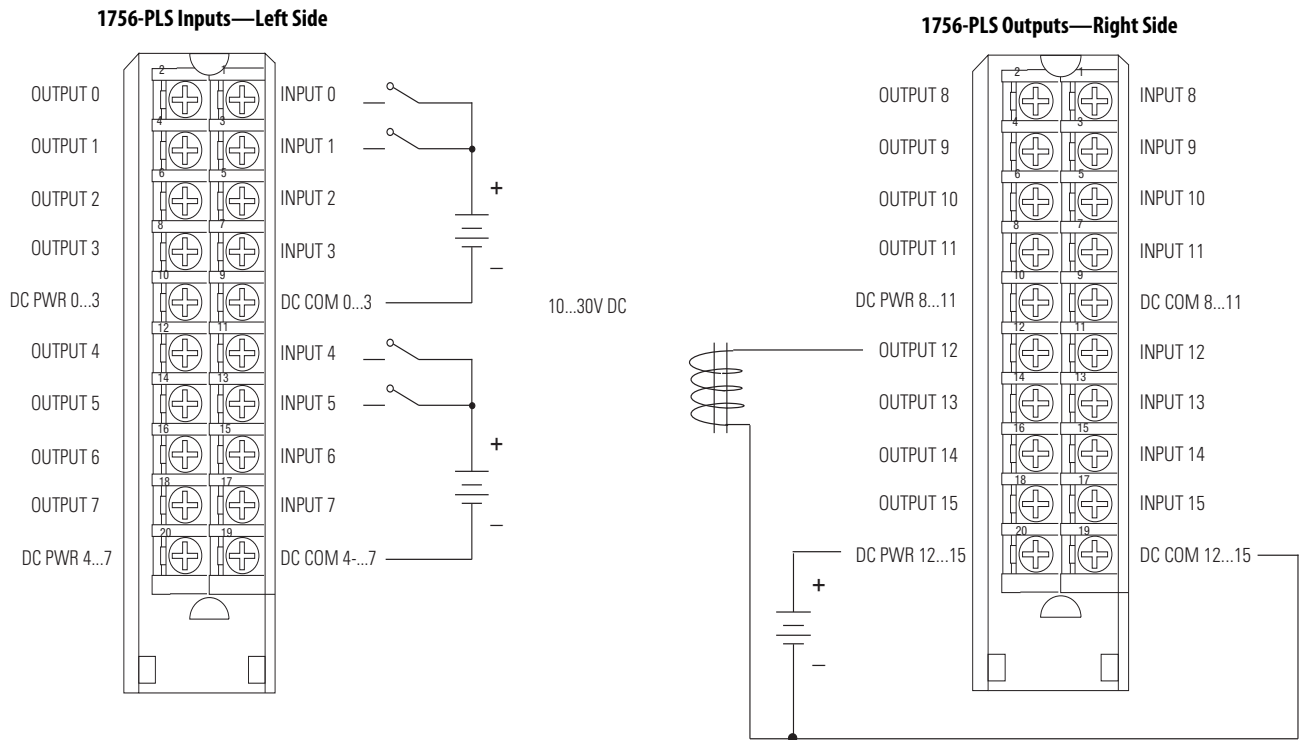 1756-PLS Inputs—Left Side
2 1
OUTPUT 0 INPUT 0
4 3
OUTPUT 1 INPUT 1
6 5
OUTPUT 2 INPUT 2
+
8 7
OUTPUT 3 INPUT 3
–
10 9
DC PWR 0...3 DC COM 0...3
12 11
OUTPUT 4 INPUT 4
14 13
OUTPUT 5 INPUT 5
16 15
OUTPUT 6 INPUT 6
+
18 17
OUTPUT 7 INPUT 7
–
20 19
DC PWR 4...7 DC COM 4-...7
10...30V DC
1756-PLS Outputs—Right Side
2 1
OUTPUT 8 INPUT 8
4 3
OUTPUT 9 INPUT 9
6 5
OUTPUT 10 INPUT 10
8 7
OUTPUT 11 INPUT 11
10 9
DC PWR 8...11 DC COM 8...11
12 11
OUTPUT 12 INPUT 12
14 13
OUTPUT 13 INPUT 13
16 15
OUTPUT 14 INPUT 14
18 17
OUTPUT 15 INPUT 15
20 19
DC PWR 12...15 DC COM 12...15
+
–